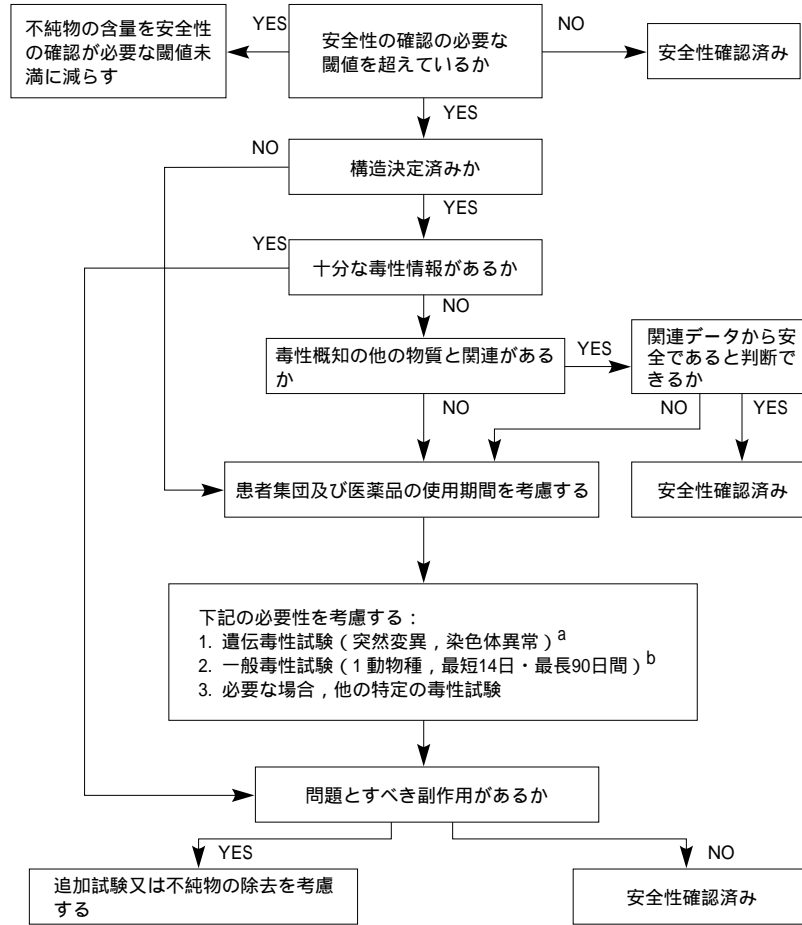 不純物の含量を安全性
の確認が必要な閾値未
満に減らす
YES
安全性の確認の必要な
閾値を超えているか
NO
安全性確認済み
YES
NO
構造決定済みか
YES
YES
十分な毒性情報があるか
NO
毒性概知の他の物質と関連がある
か
YES
関連データから安
全であると判断で
きるか
NO
NO
YES
患者集団及び医薬品の使用期間を考慮する
安全性確認済み
下記の必要性を考慮する：
1. 遺伝毒性試験（突然変異，染色体異常）a
2. 一般毒性試験（1 動物種，最短14日・最長90日間）b
3. 必要な場合，他の特定の毒性試験
問題とすべき副作用があるか
YES
NO
追加試験又は不純物の除去を考慮
する
安全性確認済み